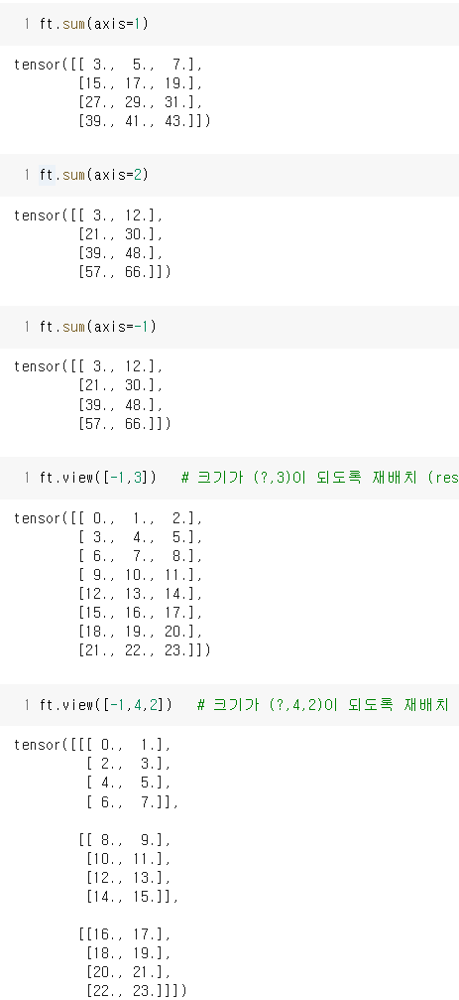 1 ft.sum(axis=1)
tensor([[ 3.,  5.,  7.],
        [15., 17., 19.],
        [27., 29., 31.],
        [39., 41., 43.]])
1 ft.sum(axis=2)
tensor([[ 3., 12.],
        [21., 30.],
        [39., 48.],
        [57., 66.]])
1 ft.sum(axis=-1)
tensor([[ 3., 12.],
        [21., 30.],
        [39., 48.],
        [57., 66.]])
1 ft.view([-1,3])   # 크기가 (?,3)이 되도록 재배치 (res
tensor([[ 0.,  1.,  2.],
        [ 3.,  4.,  5.],
        [ 6.,  7.,  8.],
        [ 9., 10., 11.],
        [12., 13., 14.],
        [15., 16., 17.],
        [18., 19., 20.],
        [21., 22., 23.]])
1 ft.view([-1,4,2])   # 크기가 (?,4,2)이 되도록 재배치
tensor([[[ 0.,  1.],
         [ 2.,  3.],
         [ 4.,  5.],
         [ 6.,  7.]],
        [[ 8.,  9.],
         [10., 11.],
         [12., 13.],
         [14., 15.]],
        [[16., 17.],
         [18., 19.],
         [20., 21.],
         [22., 23.]]])